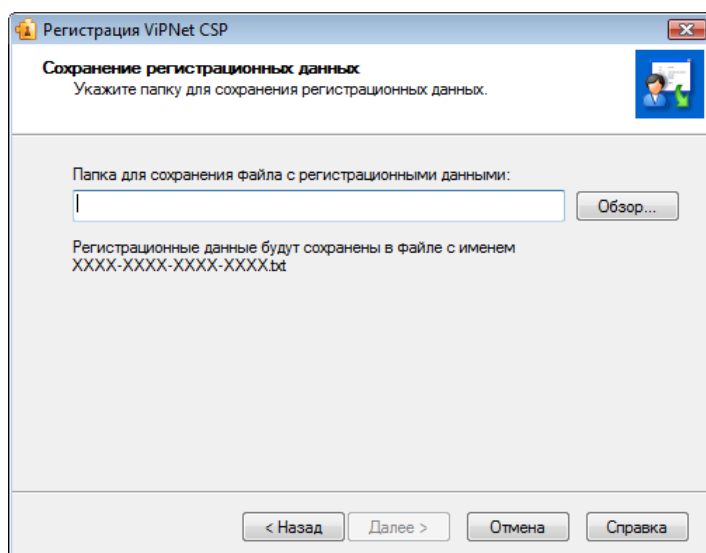 Регистрация ViPNet CSP
Сохранение регистрационных данных
Укажите папку для сохранения регистрационных данных.
Папка для сохранения файла с регистрационными данными:
Обзор...
Регистрационные данные будут сохранены в файле с именем
XXXX-XXXX-XXXX-XXXX.txt
< Назад Далее > Отмена Справка